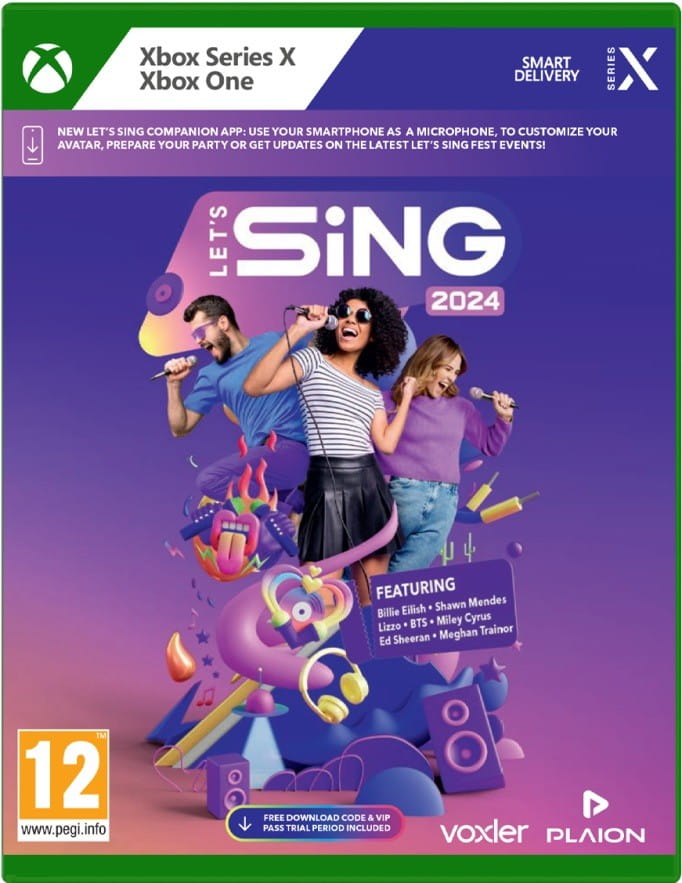 Xbox Series X
Xbox One
SMART
DELIVERY
SERIES
X
NEW LET'S SING COMPANION APP: USE YOUR SMARTPHONE AS A MICROPHONE, TO CUSTOMIZE YOUR
AVATAR, PREPARE YOUR PARTY OR GET UPDATES ON THE LATEST LET'S SING FEST EVENTS!
LET'S
SiNG
2024
FEATURING
Billie Eilish • Shawn Mendes
Lizzo • BTS • Miley Cyrus
Ed Sheeran • Meghan Trainor
12
TM
www.pegi.info
FREE DOWNLOAD CODE & VIP
PASS TRIAL PERIOD INCLUDED
voxler
PLAION